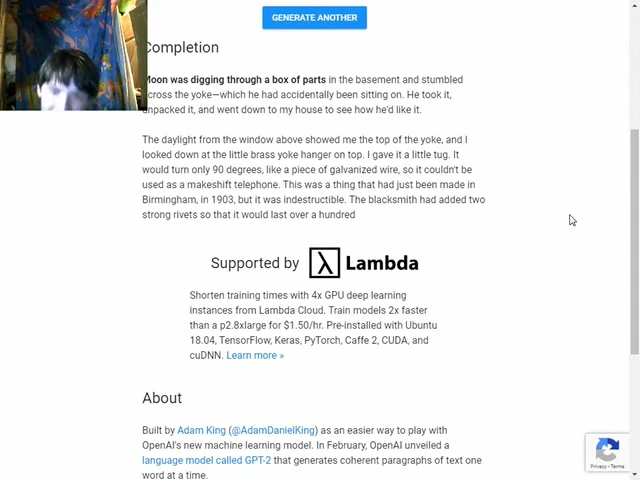 GENERATE ANOTHER
Completion
Moon was digging through a box of parts in the basement and stumbled
across the yoke—which he had accidentally been sitting on. He took it,
unpacked it, and went down to my house to see how he'd like it.
The daylight from the window above showed me the top of the yoke, and I
looked down at the little brass yoke hanger on top. I gave it a little tug. It
would turn only 90 degrees, like a piece of galvanized wire, so it couldn't be
used as a makeshift telephone. This was a thing that had just been made in
Birmingham, in 1903, but it was indestructible. The blacksmith had added two
strong rivets so that it would last over a hundred
Supported by λ Lambda
Shorten training times with 4x GPU deep learning
instances from Lambda Cloud. Train models 2x faster
than a p2.8xlarge for $1.50/hr. Pre-installed with Ubuntu
18.04, TensorFlow, Keras, PyTorch, Caffe 2, CUDA, and
cuDNN. Learn more »
About
Built by Adam King (@AdamDanielKing) as an easier way to play with
OpenAI's new machine learning model. In February, OpenAI unveiled a
language model called GPT-2 that generates coherent paragraphs of text one
word at a time.
Privacy - Terms